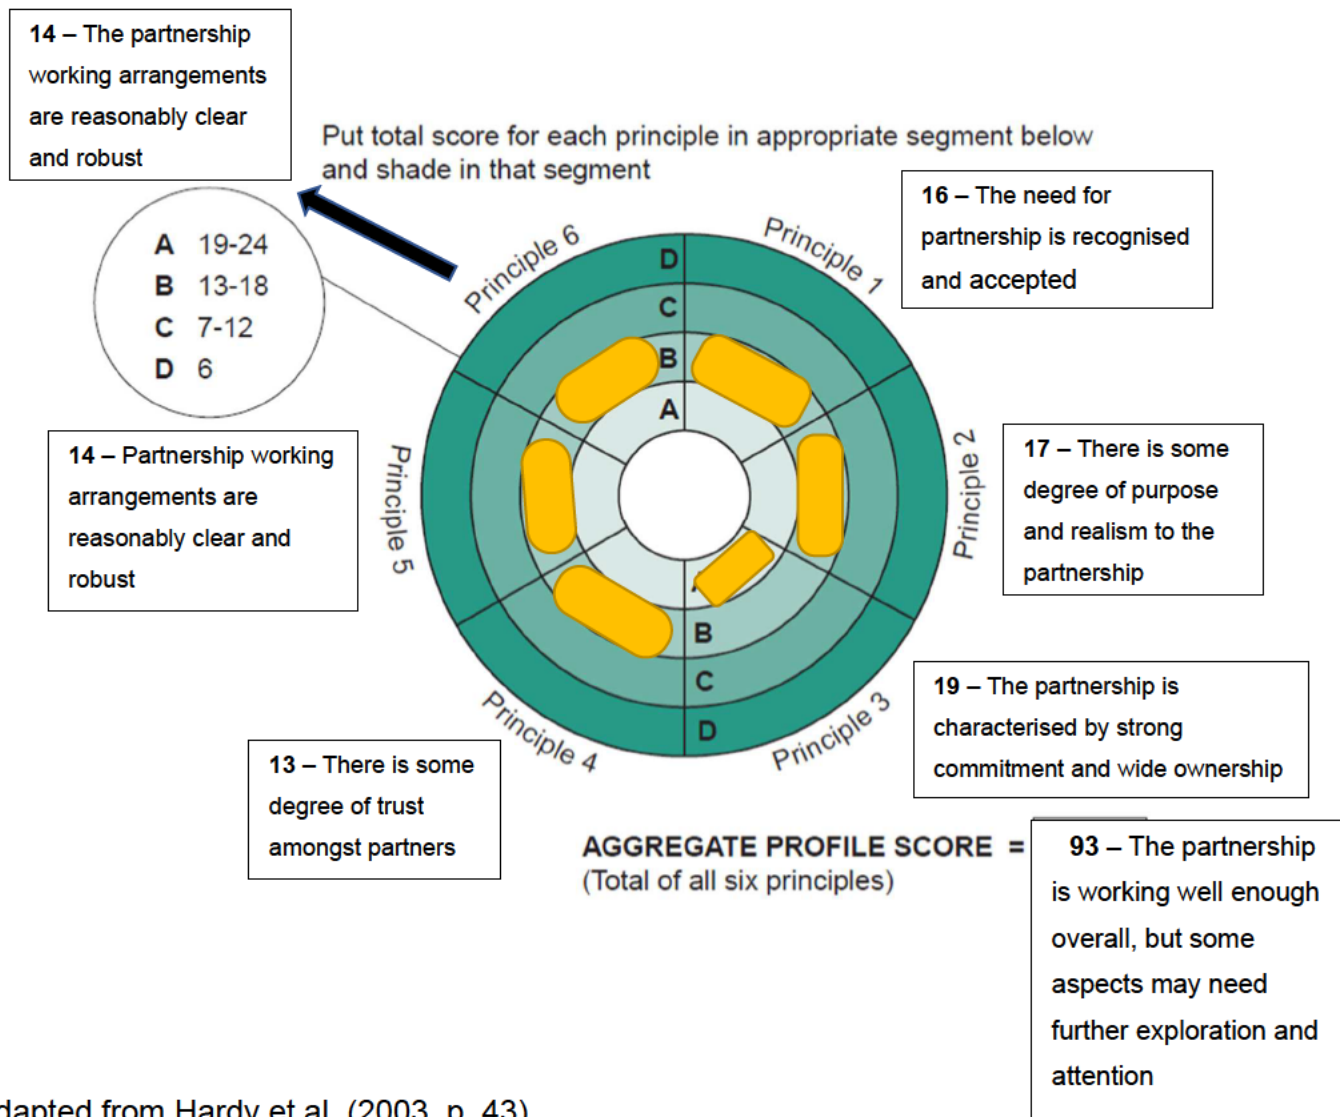 14 – The partnership
working arrangements
are reasonably clear
and robust
Put total score for each principle in appropriate segment below
and shade in that segment
A 19-24
B 13-18
C 7-12
D 6
16 – The need for
partnership is recognised
and accepted
Principle 6
Principle 1
D
C
B
A
14 – Partnership working
arrangements are
reasonably clear and
robust
Principle 5
Principle 2
17 – There is some
degree of purpose
and realism to the
partnership
B
C
D
Principle 4
Principle 3
19 – The partnership is
characterised by strong
commitment and wide ownership
13 – There is some
degree of trust
amongst partners
AGGREGATE PROFILE SCORE =
(Total of all six principles)
93 – The partnership
is working well enough
overall, but some
aspects may need
further exploration and
attention
dapted from Hardy et al. (2003, p. 43)